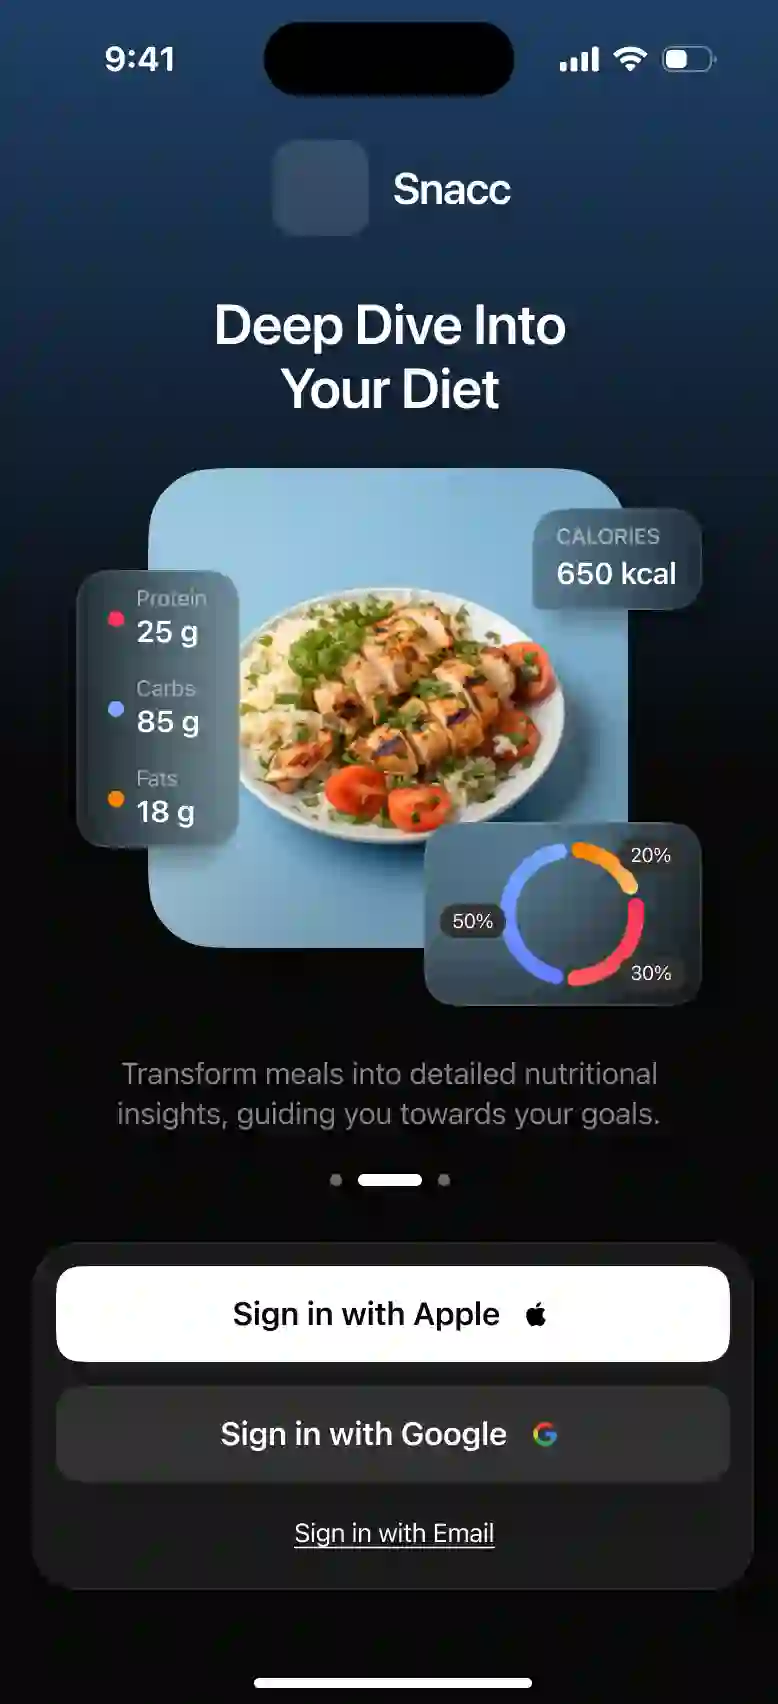 9:41
Snacc
Deep Dive Into
Your Diet
CALORIES
650 kcal
Protein
25 g
Carbs
85 g
Fats
18 g
20%
50%
30%
Transform meals into detailed nutritional
insights, guiding you towards your goals.
Sign in with Apple
Sign in with Google
Sign in with Email